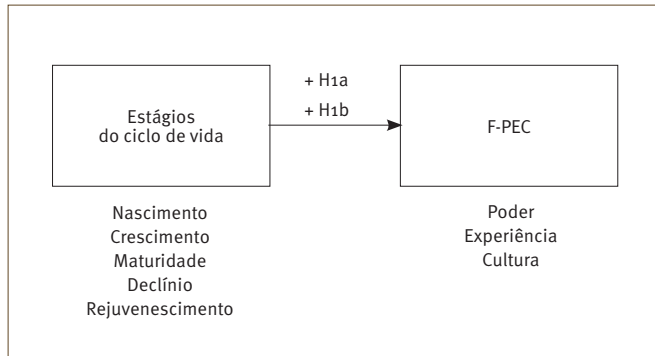 Estágios
do ciclo de vida
+ H1a
+ H1b
F-PEC
Nascimento
Crescimento
Maturidade
Declínio
Rejuvenescimento
Poder
Experiência
Cultura